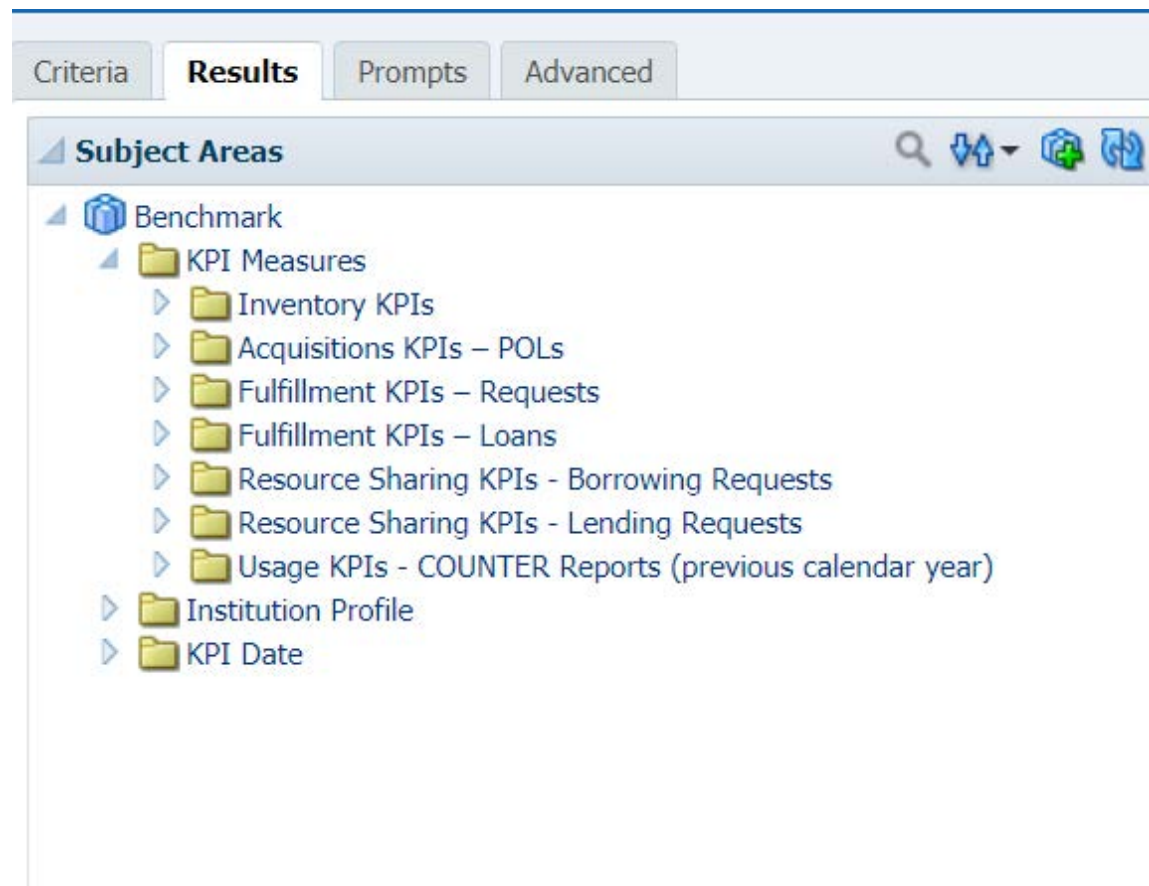 Criteria Results Prompts Advanced
Subject Areas
Benchmark
KPI Measures
Inventory KPIs
Acquisitions KPIs – POLs
Fulfillment KPIs – Requests
Fulfillment KPIs – Loans
Resource Sharing KPIs - Borrowing Requests
Resource Sharing KPIs - Lending Requests
Usage KPIs - COUNTER Reports (previous calendar year)
Institution Profile
KPI Date